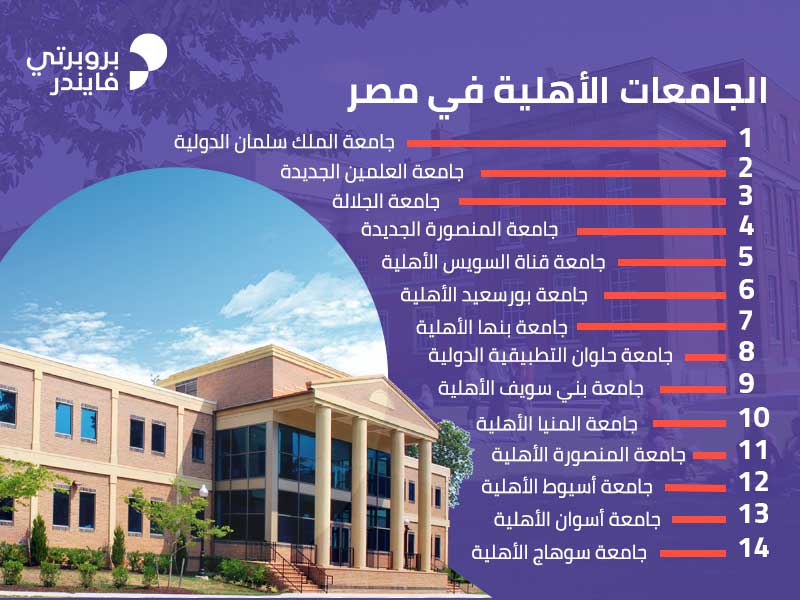 بروبرتي
فايندر
الجامعات الأهلية في مصر
1 جامعة الملك سلمان الدولية
2 جامعة العلمين الجديدة
3 جامعة الجلالة
4 جامعة المنصورة الجديدة
5 جامعة قناة السويس الأهلية
6 جامعة بورسعيد الأهلية
7 جامعة بنها الأهلية
8 جامعة حلوان التطبيقية الدولية
9 جامعة بني سويف الأهلية
10 جامعة المنيا الأهلية
11 جامعة المنصورة الأهلية
12 جامعة أسيوط الأهلية
13 جامعة أسوان الأهلية
14 جامعة سوهاج الأهلية